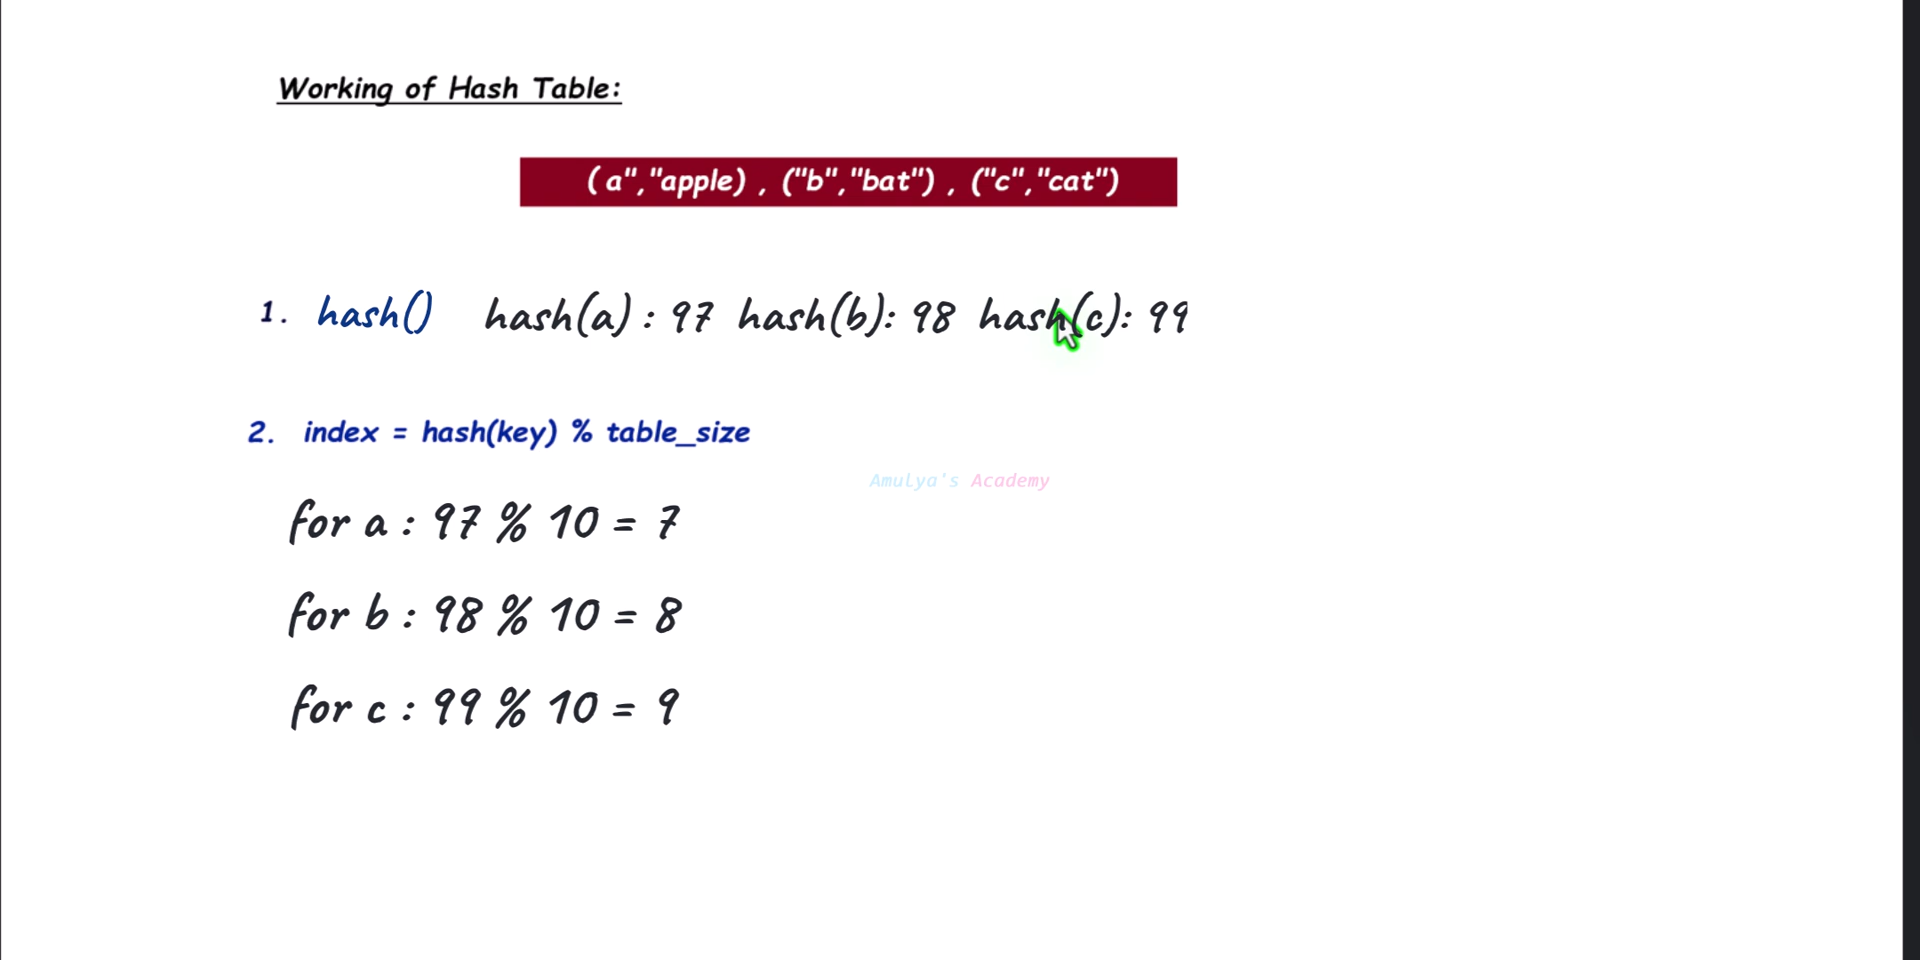 Working of Hash Table:
( a","apple) , ("b","bat") , ("c","cat")
1. hash() hash(a) : 97 hash(b): 98 hash(c): 99
2. index = hash(key) % table_size
Amulya's Academy
for a : 97 % 10 = 7
for b : 98 % 10 = 8
for c : 99 % 10 = 9